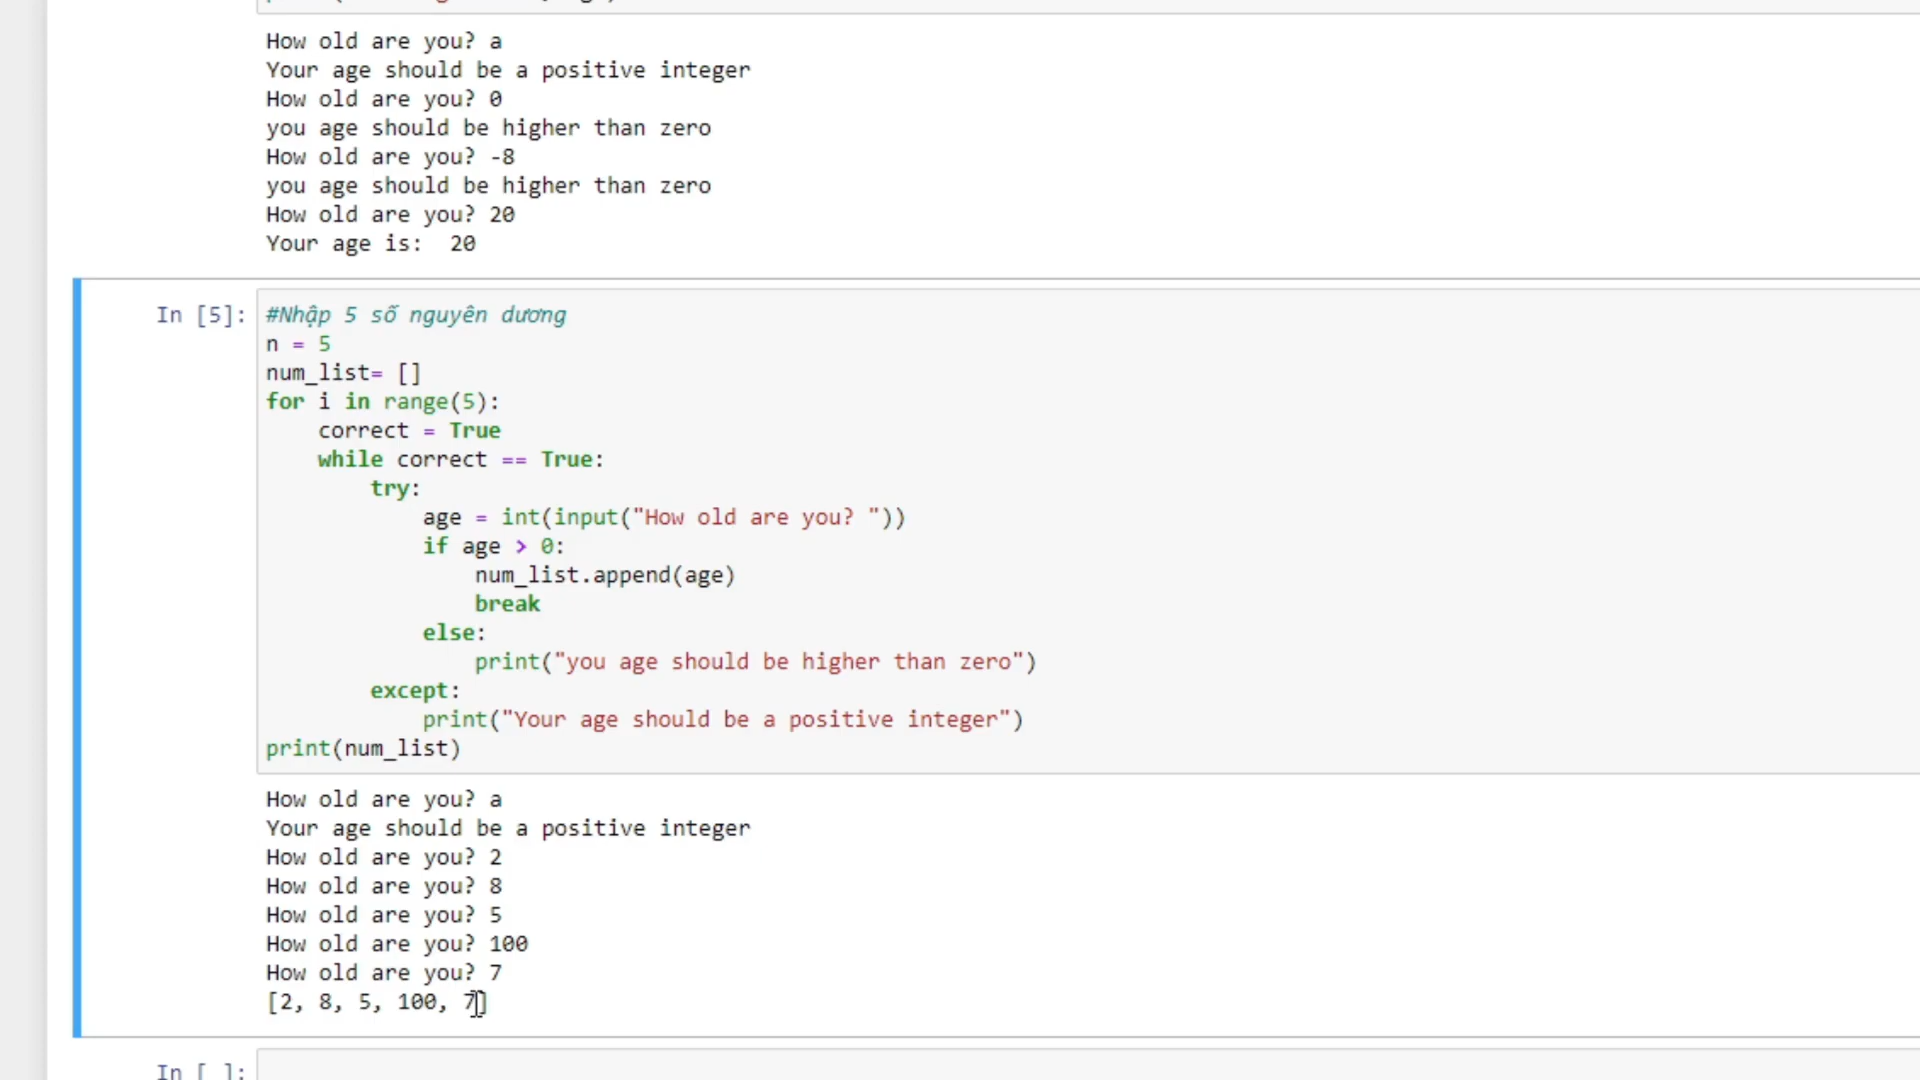 How old are you? a
Your age should be a positive integer
How old are you? 0
you age should be higher than zero
How old are you? -8
you age should be higher than zero
How old are you? 20
Your age is:  20
In [5]:
#Nhập 5 số nguyên dương
n = 5
num_list= []
for i in range(5):
    correct = True
    while correct == True:
        try:
            age = int(input("How old are you? "))
            if age > 0:
                num_list.append(age)
                break
            else:
                print("you age should be higher than zero")
        except:
            print("Your age should be a positive integer")
print(num_list)
How old are you? a
Your age should be a positive integer
How old are you? 2
How old are you? 8
How old are you? 5
How old are you? 100
How old are you? 7
[2, 8, 5, 100, 7]
In [ ]: